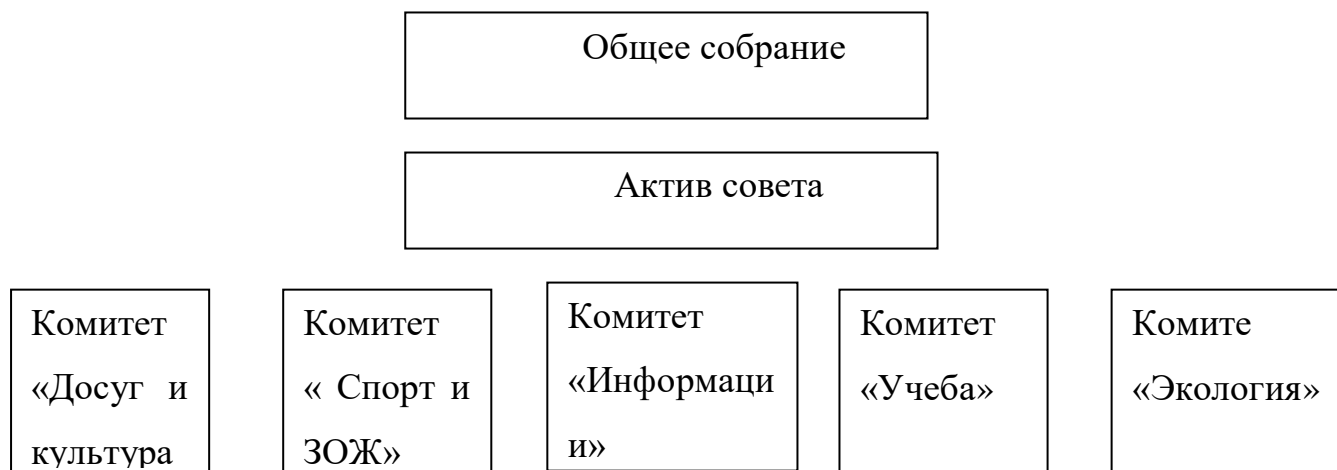 Общее собрание
Актив совета
Комитет
«Досуг и
культура
Комитет
« Спорт и
ЗОЖ»
Комитет
«Информаци
и»
Комитет
«Учеба»
Комите
«Экология»